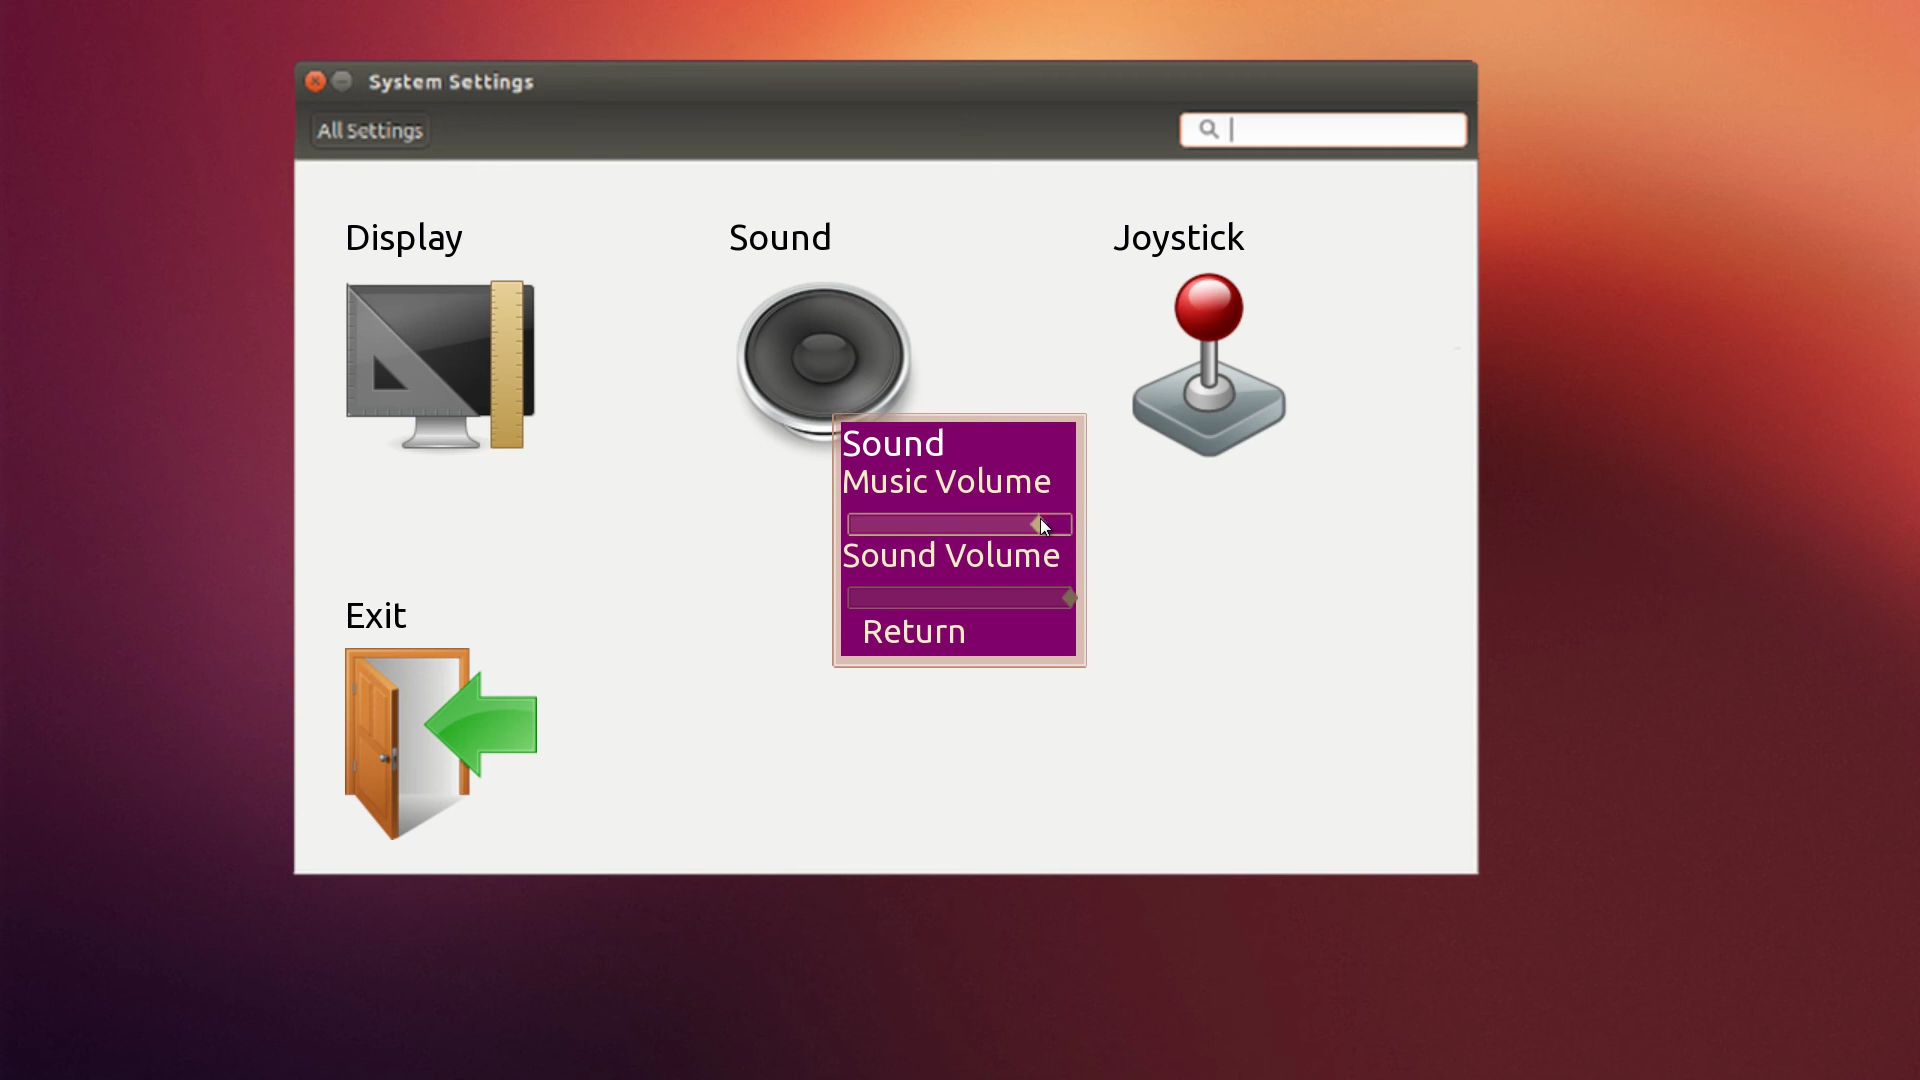 System Settings
All Settings
Display
Sound
Joystick
Sound
Music Volume
Sound Volume
Return
Exit